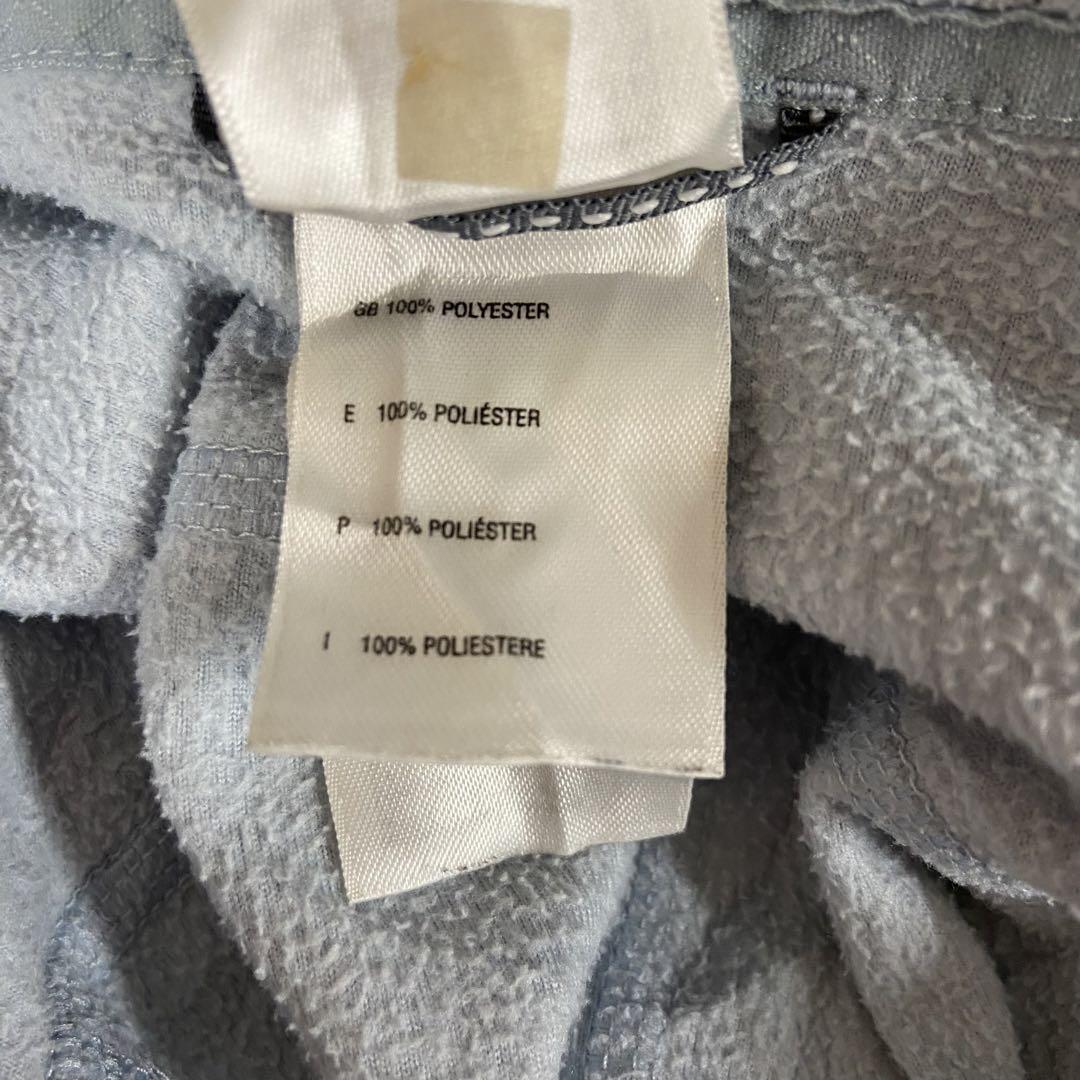 GB 100% POLYESTER
E 100% POLIÉSTER
P 100% POLIÉSTER
I 100% POLIESTERE